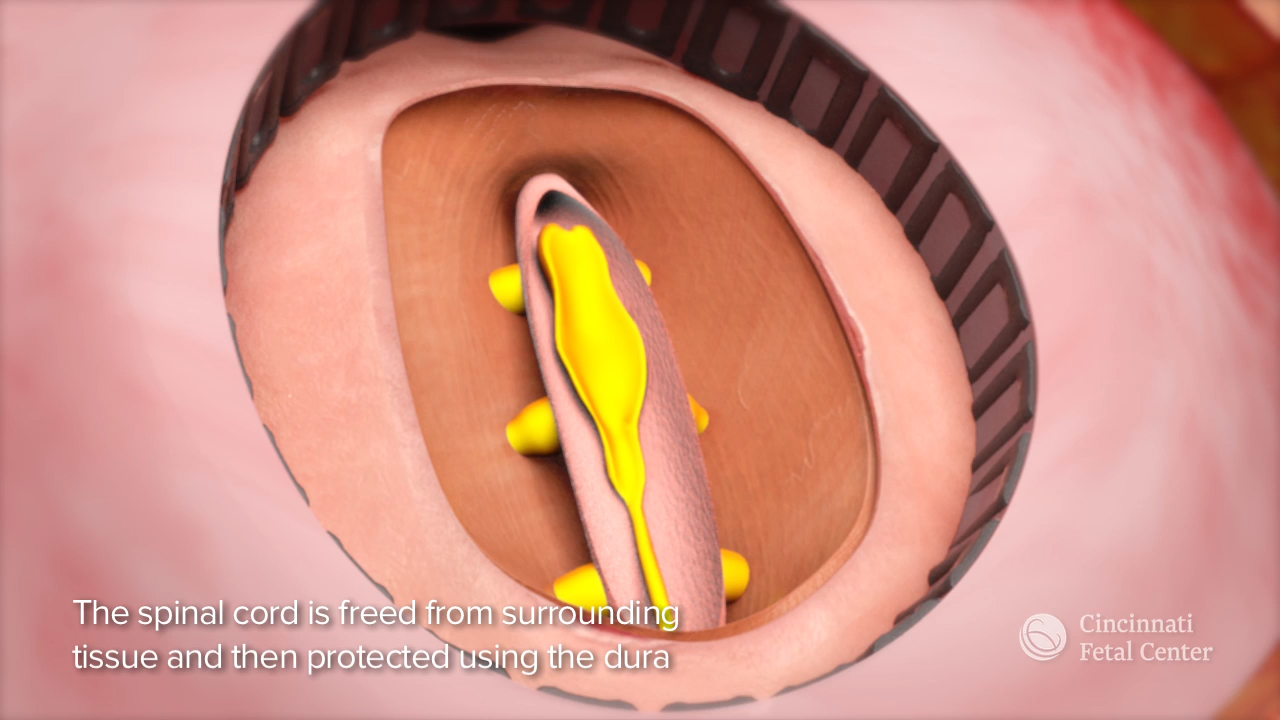 The spinal cord is freed from surrounding
tissue and then protected using the dura
Cincinnati
Fetal Center